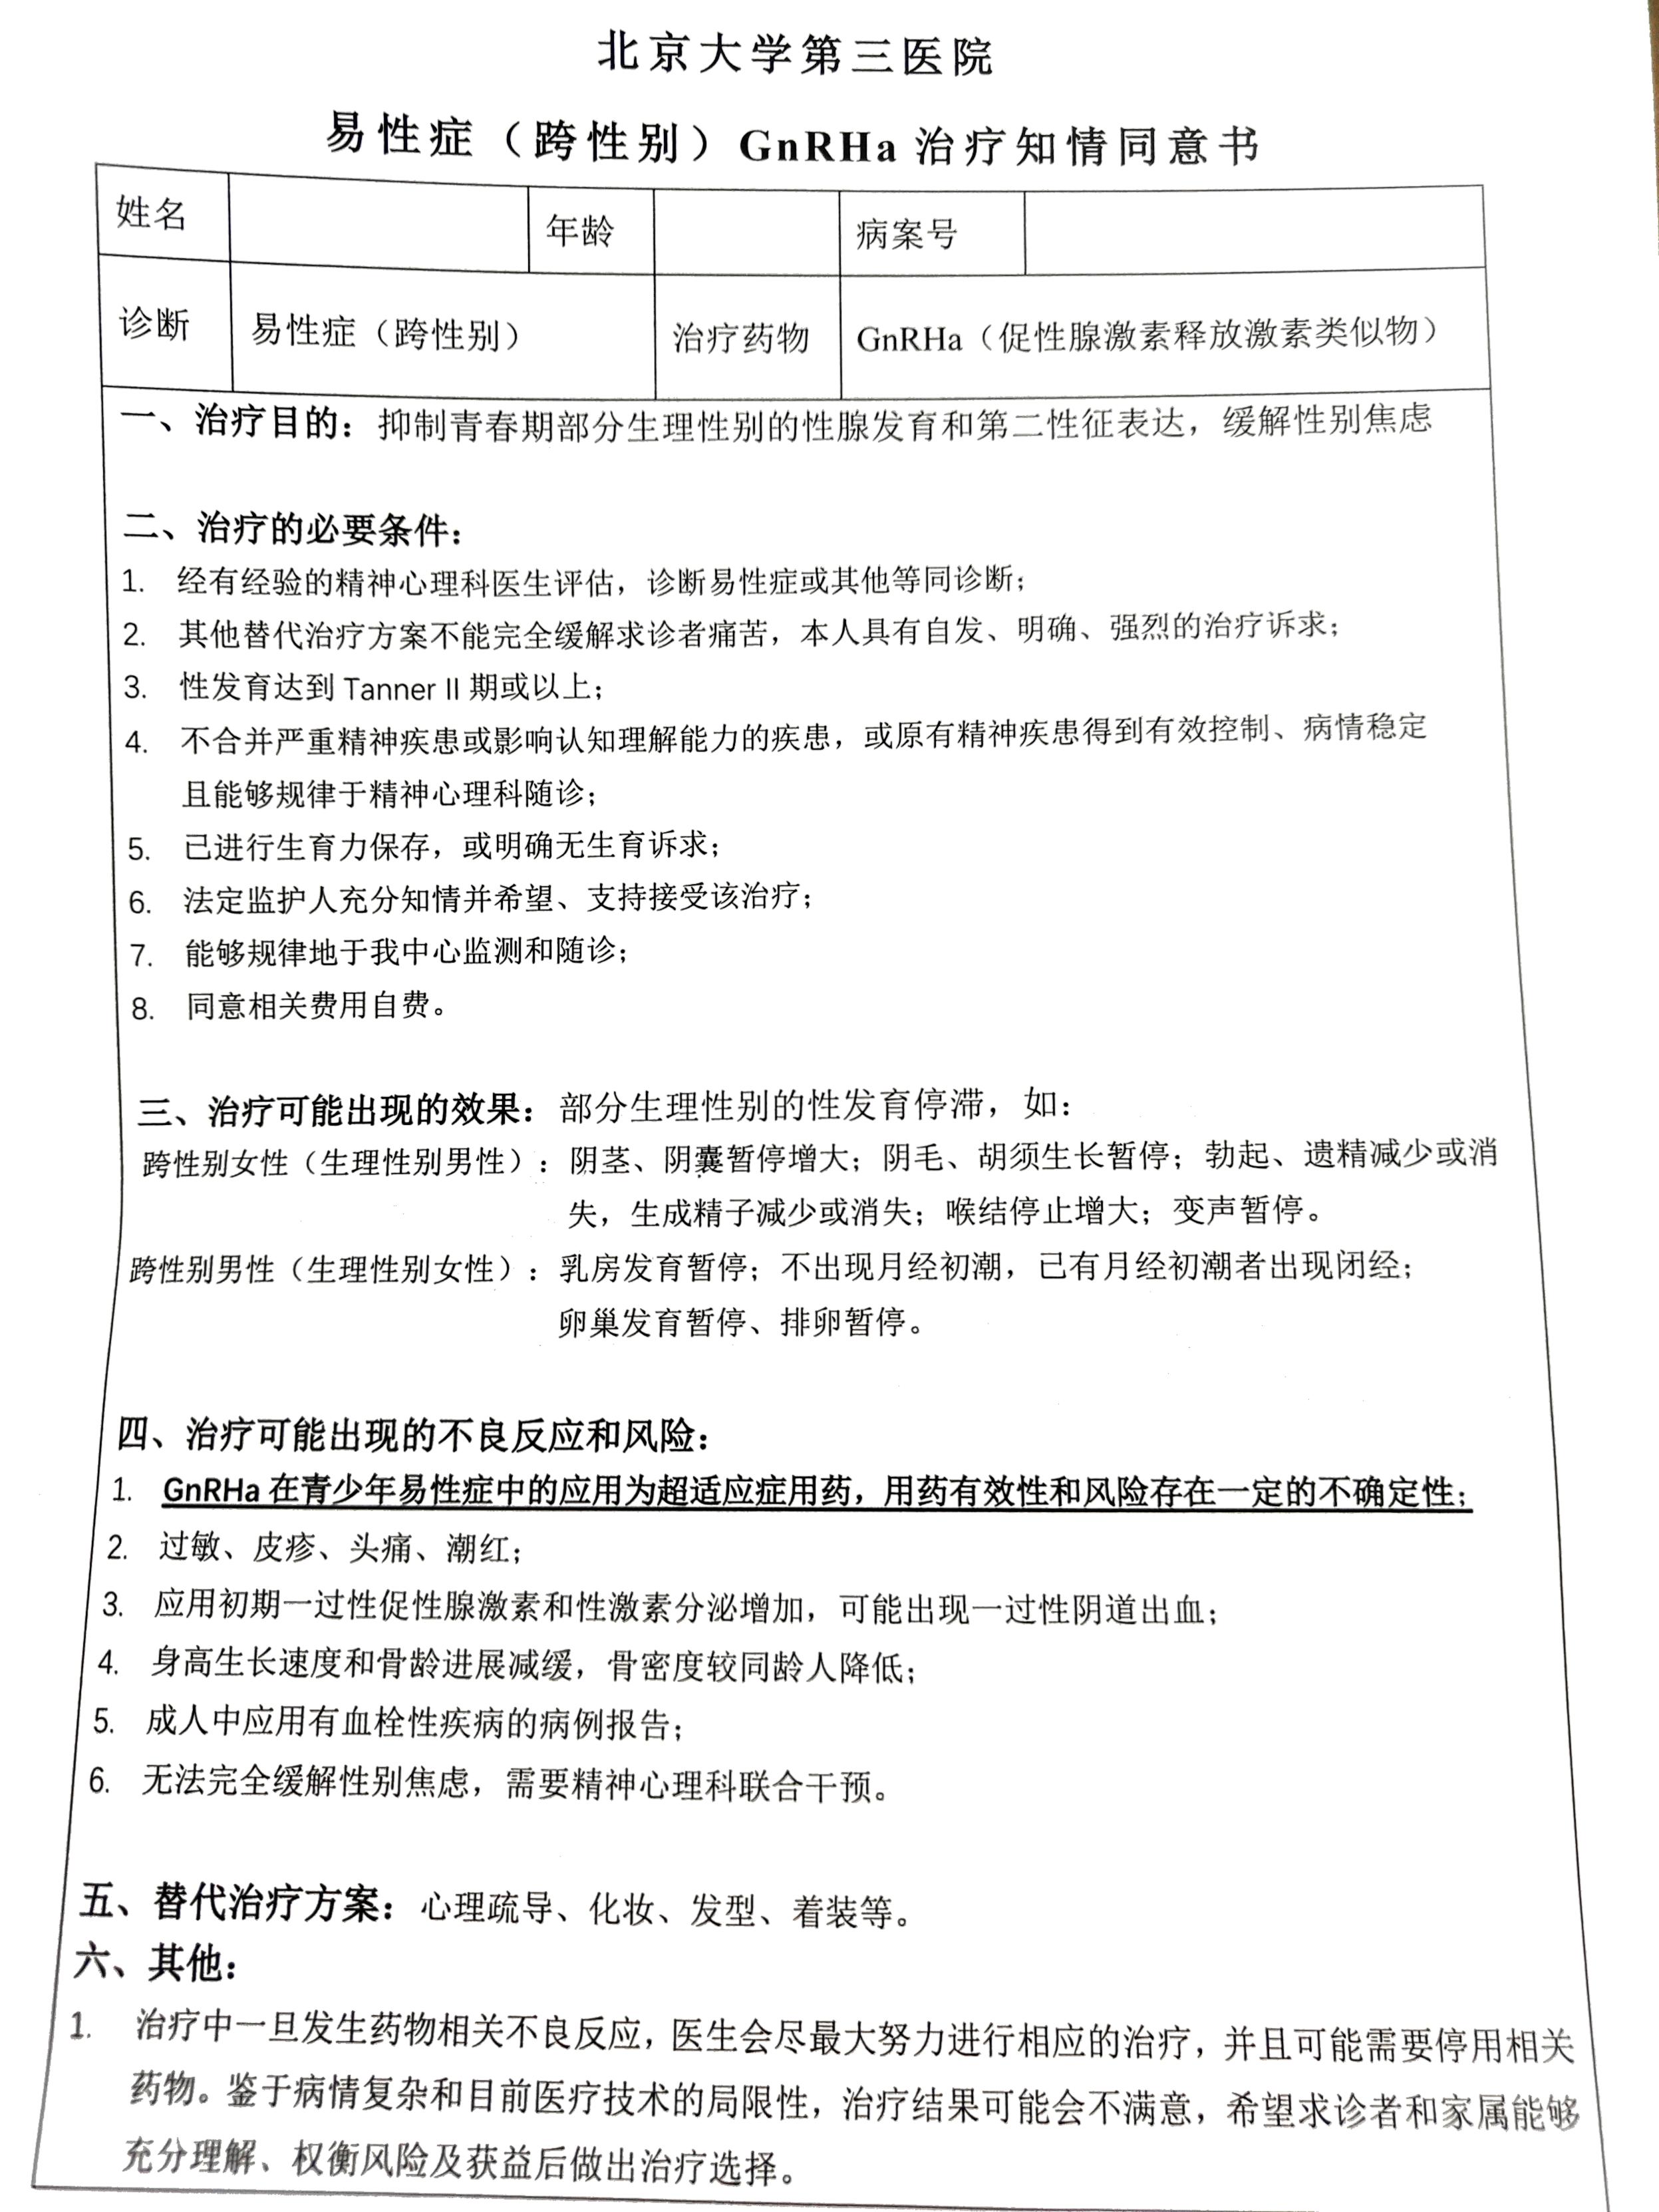 北京大学第三医院
易性症（跨性别）GnRHa 治疗知情同意书
姓名 年龄 病案号
诊断 易性症（跨性别） 治疗药物 GnRHa（促性腺激素释放激素类似物）
一、治疗目的：抑制青春期部分生理性别的性腺发育和第二性征表达，缓解性别焦虑
二、治疗的必要条件：
1. 经有经验的精神心理科医生评估，诊断易性症或其他等同诊断；
2. 其他替代治疗方案不能完全缓解求诊者痛苦，本人具有自发、明确、强烈的治疗诉求；
3. 性发育达到 Tanner II 期或以上；
4. 不合并严重精神疾患或影响认知理解能力的疾患，或原有精神疾患得到有效控制、病情稳定
且能够规律于精神心理科随诊；
5. 已进行生育力保存，或明确无生育诉求；
6. 法定监护人充分知情并希望、支持接受该治疗；
7. 能够规律地于我中心监测和随诊；
8. 同意相关费用自费。
三、治疗可能出现的效果：部分生理性别的性发育停滞，如：
跨性别女性（生理性别男性）：阴茎、阴囊暂停增大；阴毛、胡须生长暂停；勃起、遗精减少或消
失，生成精子减少或消失；喉结停止增大；变声暂停。
跨性别男性（生理性别女性）：乳房发育暂停；不出现月经初潮，已有月经初潮者出现闭经；
卵巢发育暂停、排卵暂停。
四、治疗可能出现的不良反应和风险：
1. GnRHa 在青少年易性症中的应用为超适应症用药，用药有效性和风险存在一定的不确定性；
2. 过敏、皮疹、头痛、潮红；
3. 应用初期一过性促性腺激素和性激素分泌增加，可能出现一过性阴道出血；
4. 身高生长速度和骨龄进展减缓，骨密度较同龄人降低；
5. 成人中应用有血栓性疾病的病例报告；
6. 无法完全缓解性别焦虑，需要精神心理科联合干预。
五、替代治疗方案：心理疏导、化妆、发型、着装等。
六、其他：
1. 治疗中一旦发生药物相关不良反应，医生会尽最大努力进行相应的治疗，并且可能需要停用相关
药物。鉴于病情复杂和目前医疗技术的局限性，治疗结果可能会不满意，希望求诊者和家属能够
充分理解、权衡风险及获益后做出治疗选择。